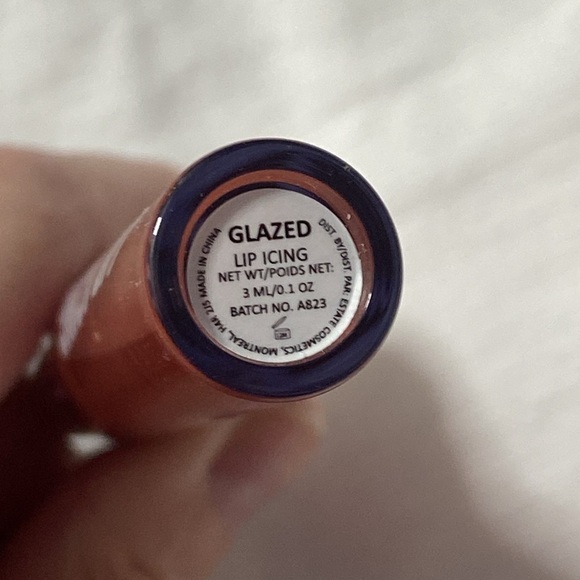 GLAZED
LIP ICING
NET WT/POIDS NET:
3 ML/0.1 OZ
BATCH NO. A823
DIST. BY/DIST. PAR: ESTATE COSMETICS, MONTREAL, H4R 2J5 MADE IN CHINA